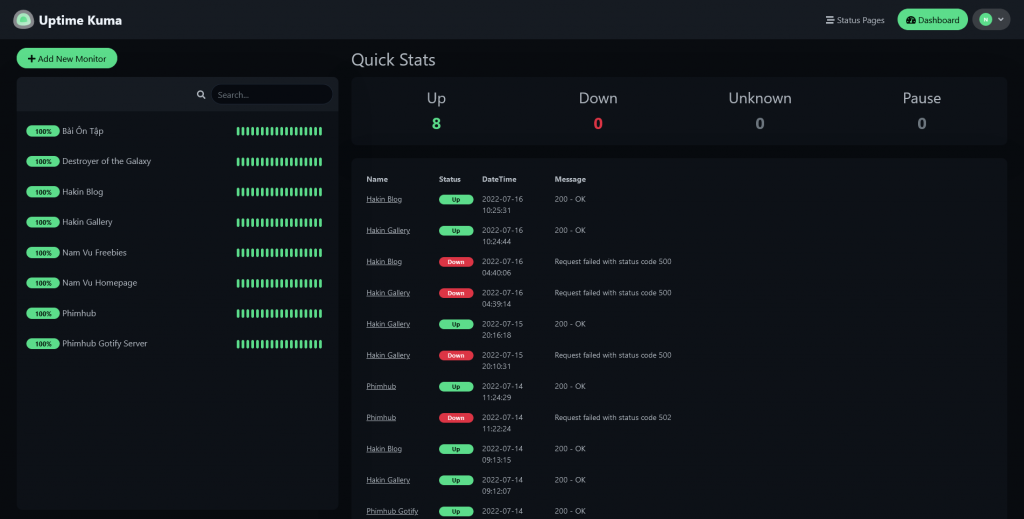 Uptime Kuma
Status Pages
Dashboard
N
Add New Monitor
Search...
100% Bài Ôn Tập
100% Destroyer of the Galaxy
100% Hakin Blog
100% Hakin Gallery
100% Nam Vu Freebies
100% Nam Vu Homepage
100% Phimhub
100% Phimhub Gotify Server
Quick Stats
Up Down Unknown Pause
8 0 0 0
Name Status DateTime Message
Hakin Blog Up 2022-07-16 200 - OK
10:25:31
Hakin Gallery Up 2022-07-16 200 - OK
10:24:44
Hakin Blog Down 2022-07-16 Request failed with status code 500
04:40:06
Hakin Gallery Down 2022-07-16 Request failed with status code 500
04:39:14
Hakin Gallery Up 2022-07-15 200 - OK
20:16:18
Hakin Gallery Down 2022-07-15 Request failed with status code 500
20:10:31
Phimhub Up 2022-07-14 200 - OK
11:24:29
Phimhub Down 2022-07-14 Request failed with status code 502
11:22:24
Hakin Blog Up 2022-07-14 200 - OK
09:13:15
Hakin Gallery Up 2022-07-14 200 - OK
09:12:07
Phimhub Gotify Up 2022-07-14 200 - OK